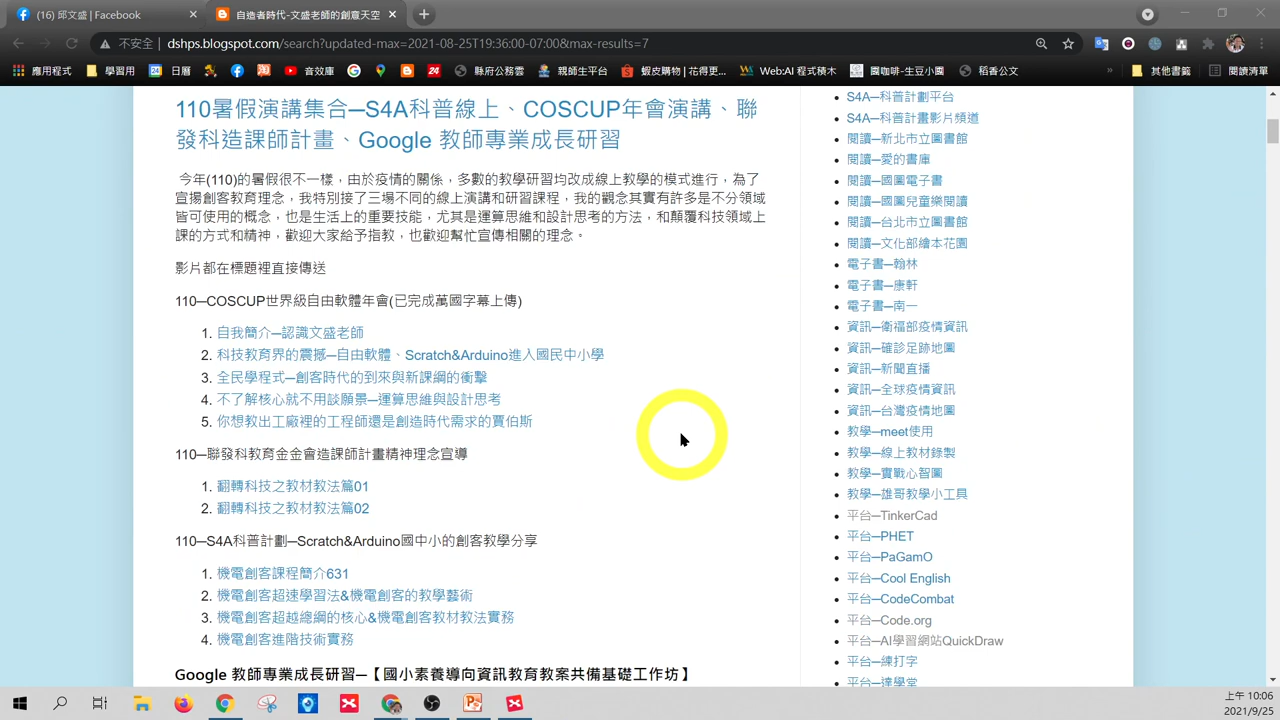 (16) 邱文盛 | Facebook
自造者時代-文盛老師的創意天空
不安全 | dshps.blogspot.com/search?updated-max=2021-08-25T19:36:00-07:00&max-results=7
應用程式 學習用 日曆 音效庫 縣府公務雲 親師生平台 蝦皮購物 | 花得更... Web:AI 程式積木 國咖啡-生豆小園 稻香公文 » 其他書籤 閱讀清單
110暑假演講集合—S4A科普線上、COSCUP年會演講、聯
發科造課師計畫、Google 教師專業成長研習
今年(110)的暑假很不一樣，由於疫情的關係，多數的教學研習均改成線上教學的模式進行，為了
宣揚創客教育理念，我特別接了三場不同的線上演講和研習課程，我的觀念其實有許多是不分領域
皆可使用的概念，也是生活上的重要技能，尤其是運算思維和設計思考的方法，和顛覆科技領域上
課的方式和精神，歡迎大家給予指教，也歡迎幫忙宣傳相關的理念。
影片都在標題裡直接傳送
110—COSCUP世界級自由軟體年會(已完成萬國字幕上傳)
1. 自我簡介—認識文盛老師
2. 科技教育界的震撼—自由軟體、Scratch&Arduino進入國民中小學
3. 全民學程式—創客時代的到來與新課綱的衝擊
4. 不了解核心就不用談願景—運算思維與設計思考
5. 你想教出工廠裡的工程師還是創造時代需求的賈伯斯
110—聯發科教育金金會造課師計畫精神理念宣導
1. 翻轉科技之教材教法篇01
2. 翻轉科技之教材教法篇02
110—S4A科普計劃—Scratch&Arduino國中小的創客教學分享
1. 機電創客課程簡介631
2. 機電創客超速學習法&機電創客的教學藝術
3. 機電創客超越總綱的核心&機電創客教材教法實務
4. 機電創客進階技術實務
Google 教師專業成長研習—【國小素養導向資訊教育教案共備基礎工作坊】
S4A—科普計劃平台
S4A—科普計畫影片頻道
閱讀—新北市立圖書館
閱讀—愛的書庫
閱讀—國圖電子書
閱讀—國圖兒童樂閱讀
閱讀—台北市立圖書館
閱讀—文化部繪本花園
電子書—翰林
電子書—康軒
電子書—南一
資訊—衛福部疫情資訊
資訊—確診足跡地圖
資訊—新聞直播
資訊—全球疫情資訊
資訊—台灣疫情地圖
教學—meet使用
教學—線上教材錄製
教學—實戰心智圖
教學—雄哥教學小工具
平台—TinkerCad
平台—PHET
平台—PaGamO
平台—Cool English
平台—CodeCombat
平台—Code.org
平台—AI學習網站QuickDraw
平台—練打字
平台—達學堂
上午 10:06
2021/9/25